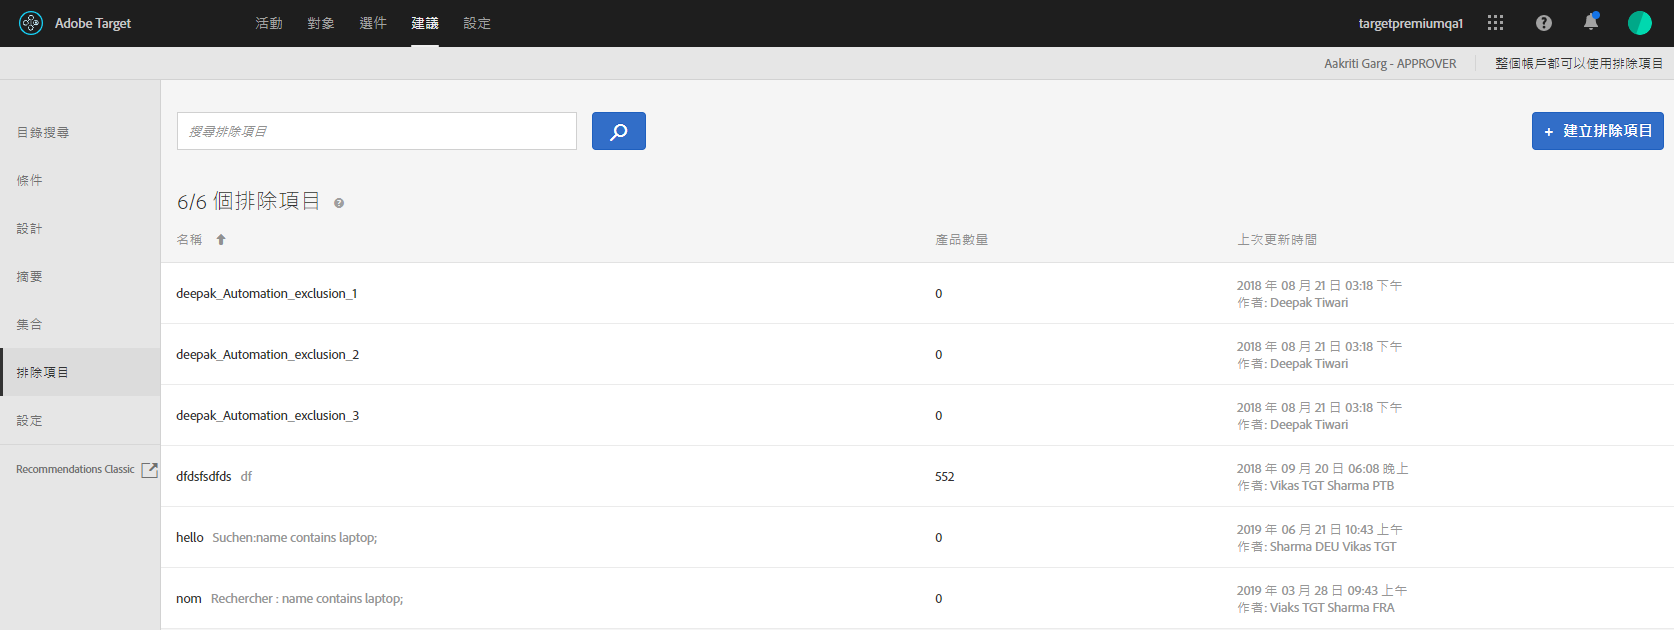 Adobe Target
活動 對象 選件 建議 設定
targetpremiumqa1
Aakriti Garg - APPROVER
整個帳戶都可以使用排除項目
目錄搜尋
條件
設計
摘要
集合
排除項目
設定
Recommendations Classic
搜尋排除項目
+ 建立排除項目
6/6 個排除項目
名稱 產品數量 上次更新時間
deepak_Automation_exclusion_1 0 2018 年 08 月 21 日 03:18 下午
作者: Deepak Tiwari
deepak_Automation_exclusion_2 0 2018 年 08 月 21 日 03:18 下午
作者: Deepak Tiwari
deepak_Automation_exclusion_3 0 2018 年 08 月 21 日 03:18 下午
作者: Deepak Tiwari
dfdsfsdfds df 552 2018 年 09 月 20 日 06:08 晚上
作者: Vikas TGT Sharma PTB
hello Suchen:name contains laptop; 0 2019 年 06 月 21 日 10:43 上午
作者: Sharma DEU Vikas TGT
nom Rechercher : name contains laptop; 0 2019 年 03 月 28 日 09:43 上午
作者: Viaks TGT Sharma FRA